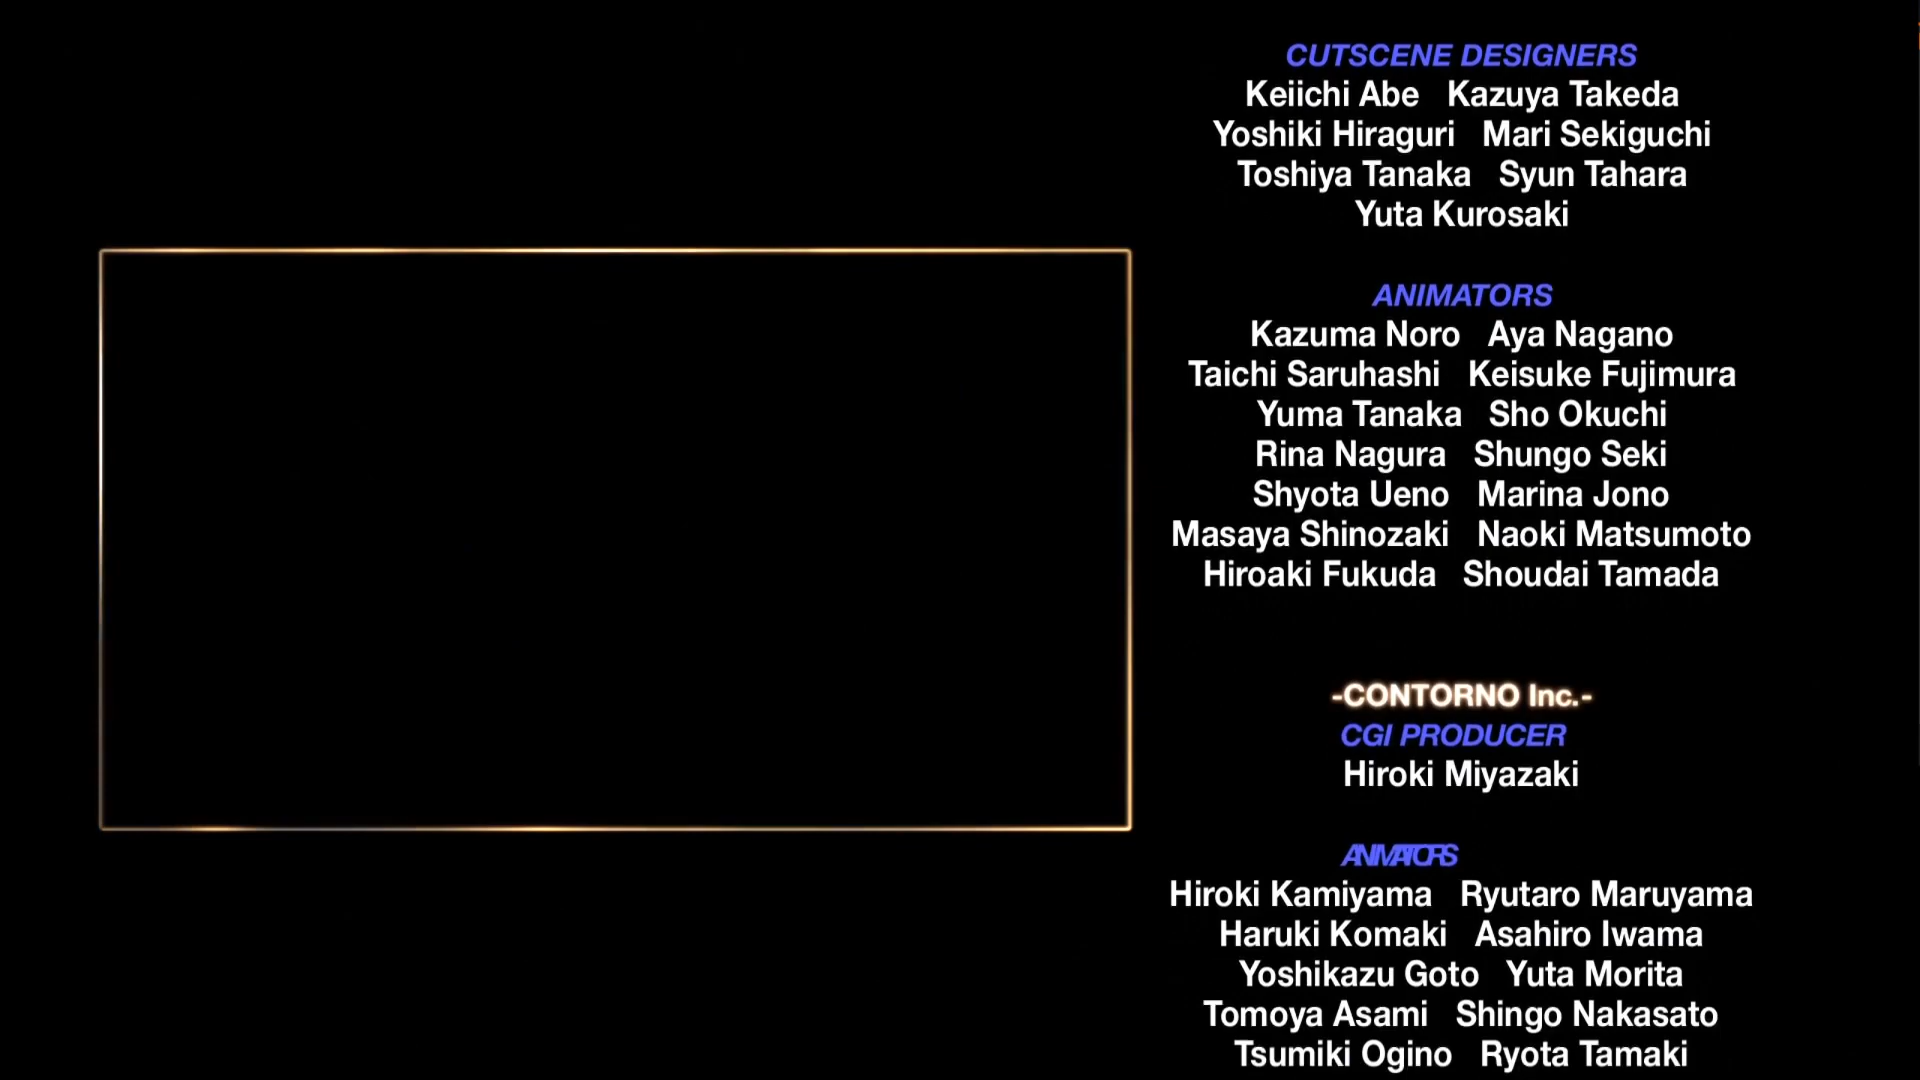 CUTSCENE DESIGNERS
Keiichi Abe Kazuya Takeda
Yoshiki Hiraguri Mari Sekiguchi
Toshiya Tanaka Syun Tahara
Yuta Kurosaki
ANIMATORS
Kazuma Noro Aya Nagano
Taichi Saruhashi Keisuke Fujimura
Yuma Tanaka Sho Okuchi
Rina Nagura Shungo Seki
Shyota Ueno Marina Jono
Masaya Shinozaki Naoki Matsumoto
Hiroaki Fukuda Shoudai Tamada
-CONTORNO Inc.-
CGI PRODUCER
Hiroki Miyazaki
ANIMATORS
Hiroki Kamiyama Ryutaro Maruyama
Haruki Komaki Asahiro Iwama
Yoshikazu Goto Yuta Morita
Tomoya Asami Shingo Nakasato
Tsumiki Ogino Ryota Tamaki